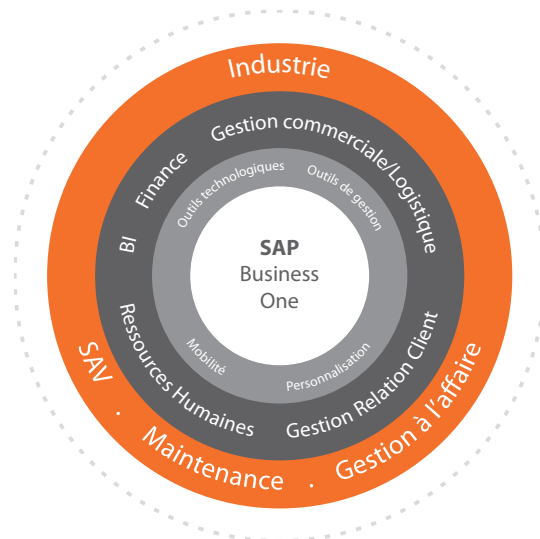 Industrie
Gestion commerciale/Logistique
Finance
BI
Outils technologiques
Outils de gestion
SAP
Business
One
Mobilité
Personnalisation
Ressources Humaines
Gestion Relation Client
SAV . Maintenance . Gestion à l'affaire